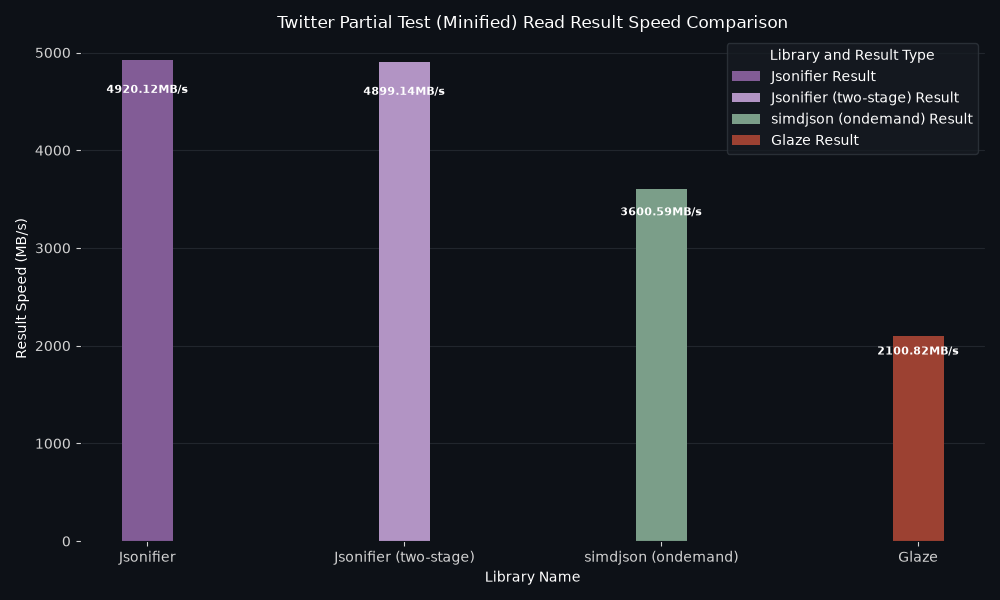 Twitter Partial Test (Minified) Read Result Speed Comparison
Library and Result Type
Jsonifier Result
Jsonifier (two-stage) Result
simdjson (ondemand) Result
Glaze Result
Result Speed (MB/s)
5000
4000
3000
2000
1000
0
4920.12MB/s
4899.14MB/s
3600.59MB/s
2100.82MB/s
Jsonifier
Jsonifier (two-stage)
simdjson (ondemand)
Glaze
Library Name